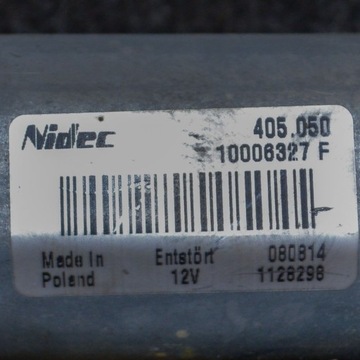 Nidec 405.050
10006327 F
Made in Entstört 080814
Poland 12V 1128298